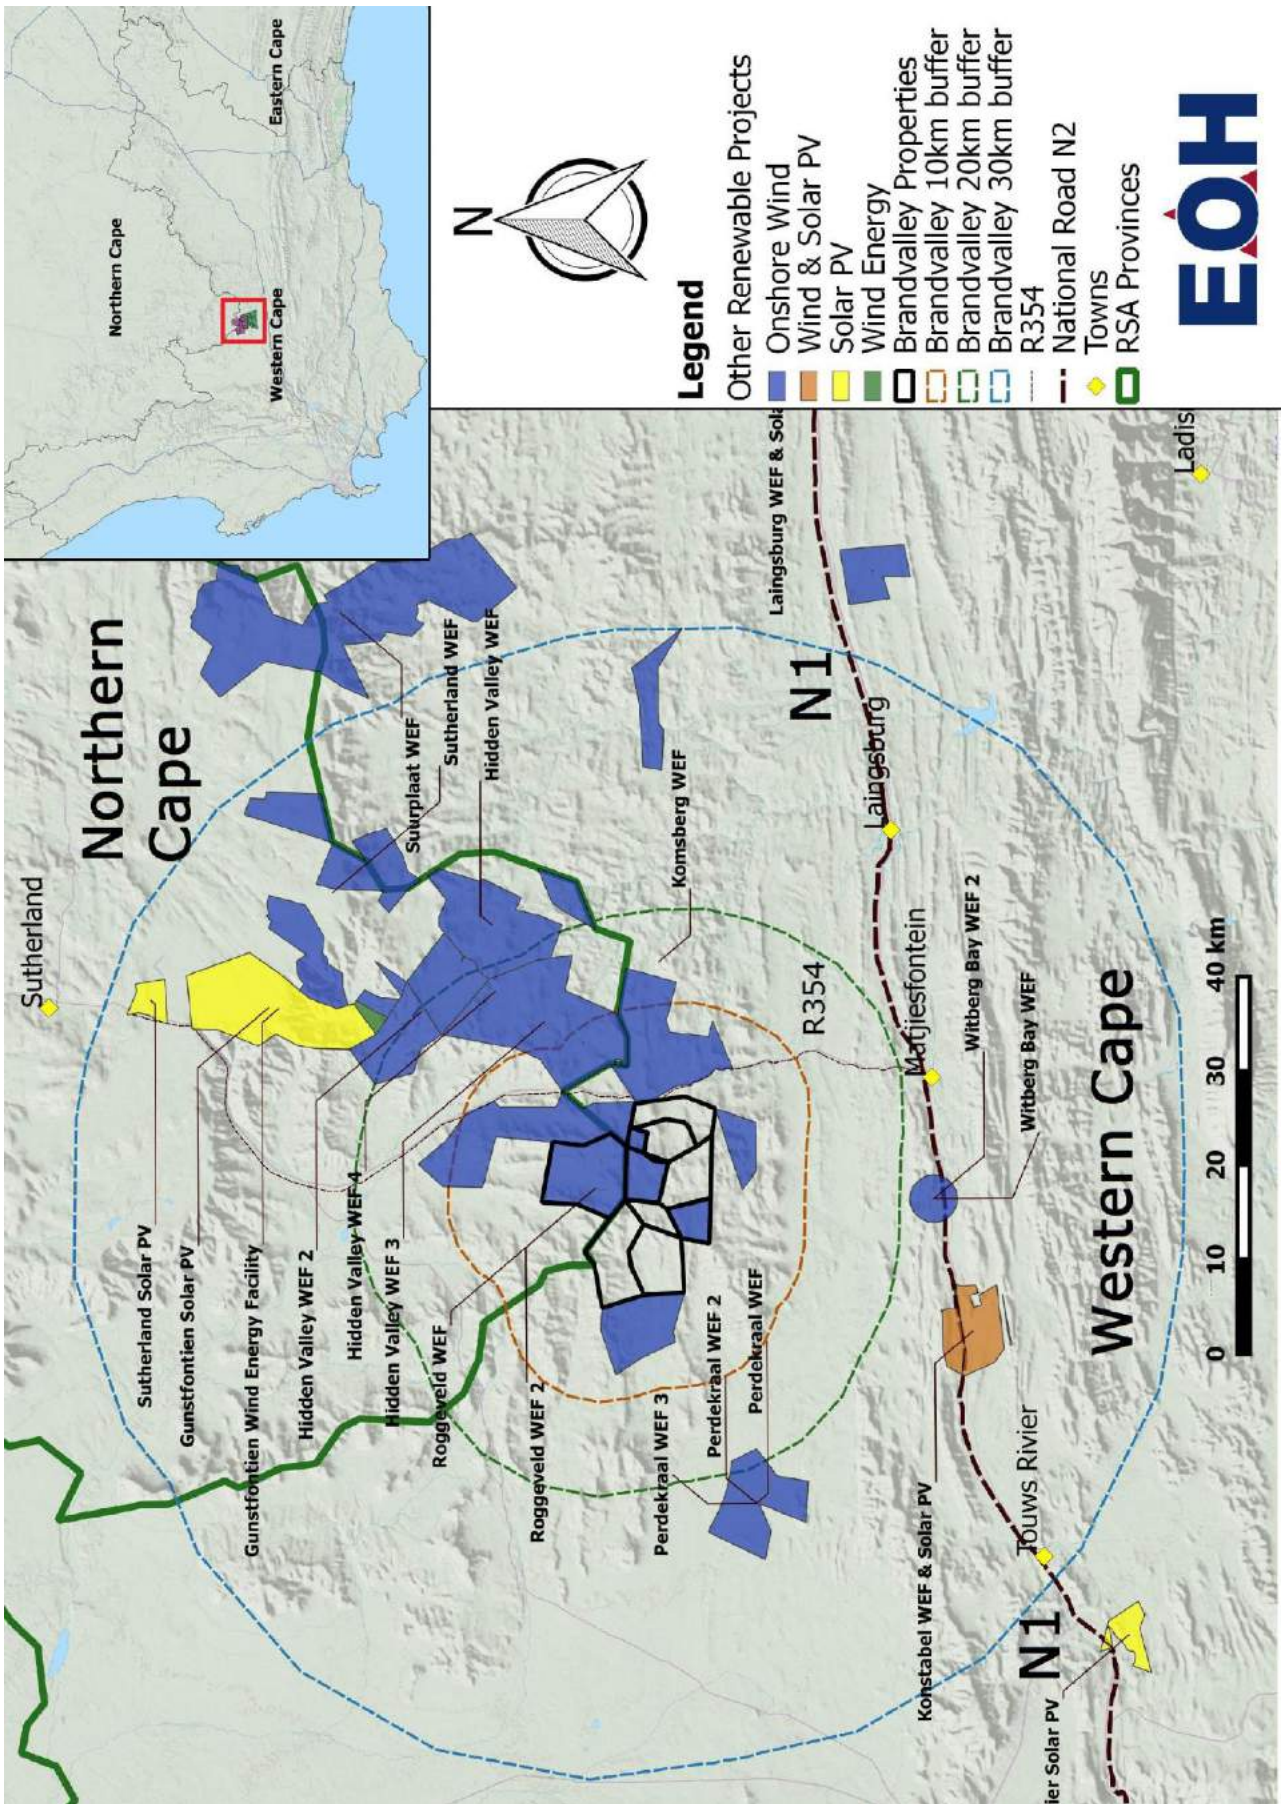 Northern Cape
Eastern Cape
Western Cape
N
Legend
Other Renewable Projects
Onshore Wind
Wind & Solar PV
Solar PV
Wind Energy
Brandvalley Properties
Brandvalley 10km buffer
Brandvalley 20km buffer
Brandvalley 30km buffer
R354
National Road N2
Towns
RSA Provinces
EOH
Sutherland
Northern
Cape
Sutherland Solar PV
Gunstfontien Solar PV
Gunstfontien Wind Energy Facility
Hidden Valley WEF 2
Hidden Valley WEF 4
Hidden Valley WEF 3
Roggeveld WEF
Roggeveld WEF 2
Suurplaat WEF
Sutherland WEF
Hidden Valley WEF
Komsberg WEF
Perdekraal WEF 3
Perdekraal WEF 2
Perdekraal WEF
Laingsburg WEF & Sola
N1
R354
Laingsburg
Matjiesfontein
Witberg Bay WEF 2
Witberg Bay WEF
Konstabel WEF & Solar PV
Touws Rivier
N1
ier Solar PV
Western Cape
Ladis
0 10 20 30 40 km